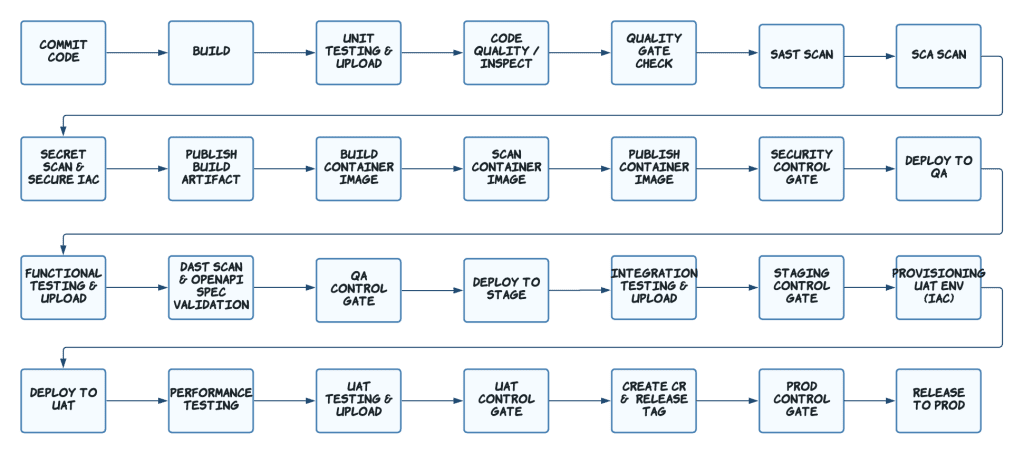 COMMIT
CODE
BUILD
UNIT
TESTING &
UPLOAD
CODE
QUALITY /
INSPECT
QUALITY
GATE
CHECK
SAST SCAN
SCA SCAN
SECRET
SCAN &
SECURE IAC
PUBLISH
BUILD
ARTIFACT
BUILD
CONTAINER
IMAGE
SCAN
CONTAINER
IMAGE
PUBLISH
CONTAINER
IMAGE
SECURITY
CONTROL
GATE
DEPLOY TO
QA
FUNCTIONAL
TESTING &
UPLOAD
DAST SCAN
& OPENAPI
SPEC
VALIDATION
QA
CONTROL
GATE
DEPLOY TO
STAGE
INTEGRATION
TESTING &
UPLOAD
STAGING
CONTROL
GATE
PROVISIONING
UAT ENV
(IAC)
DEPLOY TO
UAT
PERFORMANCE
TESTING
UAT
TESTING &
UPLOAD
UAT
CONTROL
GATE
CREATE CR
& RELEASE
TAG
PROD
CONTROL
GATE
RELEASE
TO PROD